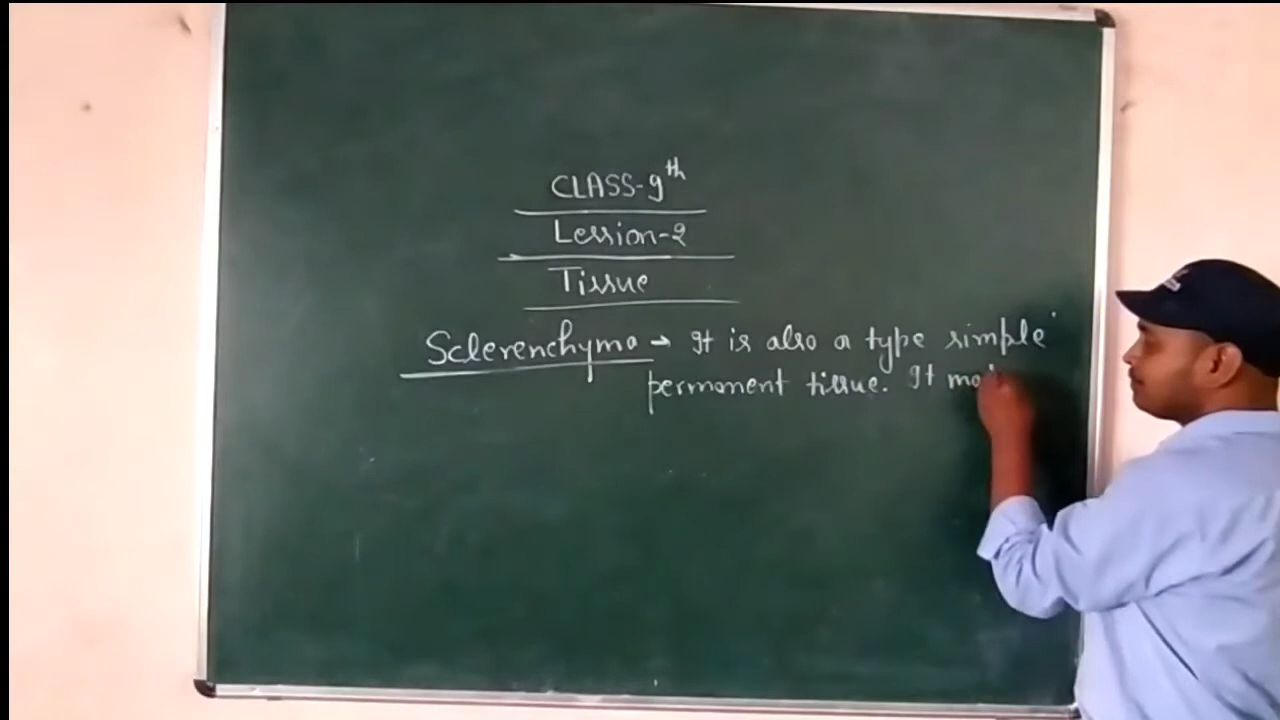 CLASS-9th
Lession-2
Tissue
Sclerenchyma → It is also a type simple
permanent tissue. It